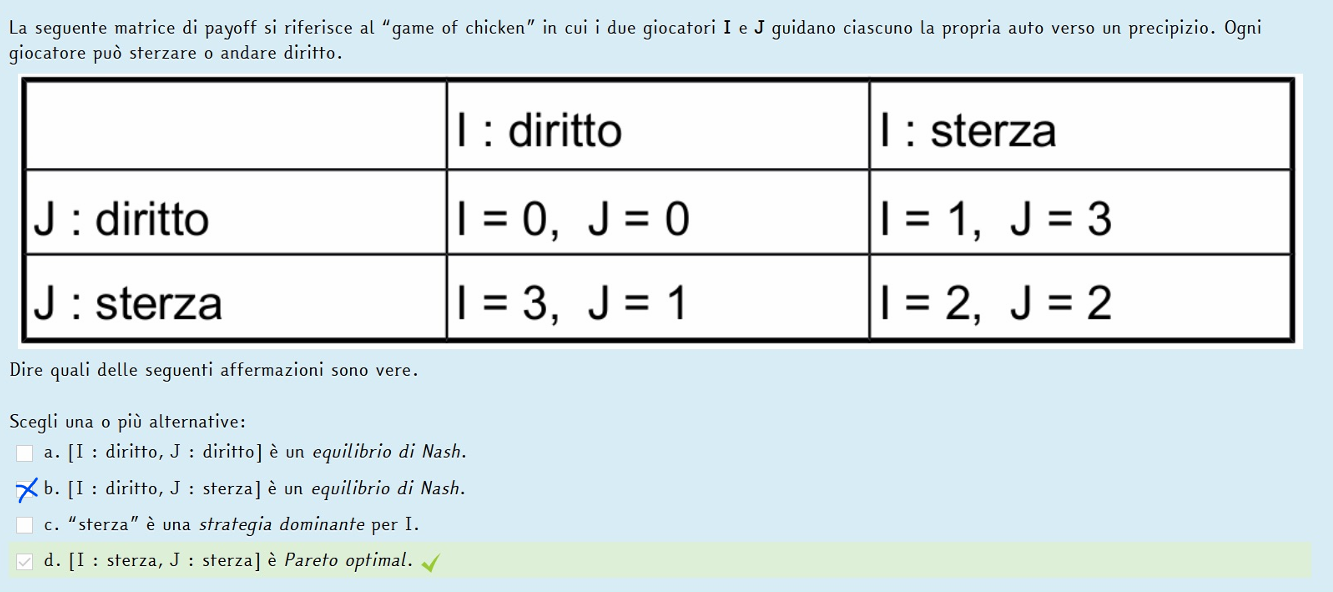 La seguente matrice di payoff si riferisce al “game of chicken” in cui i due giocatori I e J guidano ciascuno la propria auto verso un precipizio. Ogni
giocatore può sterzare o andare diritto.
I : diritto I : sterza
J : diritto I = 0, J = 0 I = 1, J = 3
J : sterza I = 3, J = 1 I = 2, J = 2
Dire quali delle seguenti affermazioni sono vere.
Scegli una o più alternative:
a. [I : diritto, J : diritto] è un equilibrio di Nash.
b. [I : diritto, J : sterza] è un equilibrio di Nash.
c. “sterza” è una strategia dominante per I.
d. [I : sterza, J : sterza] è Pareto optimal.